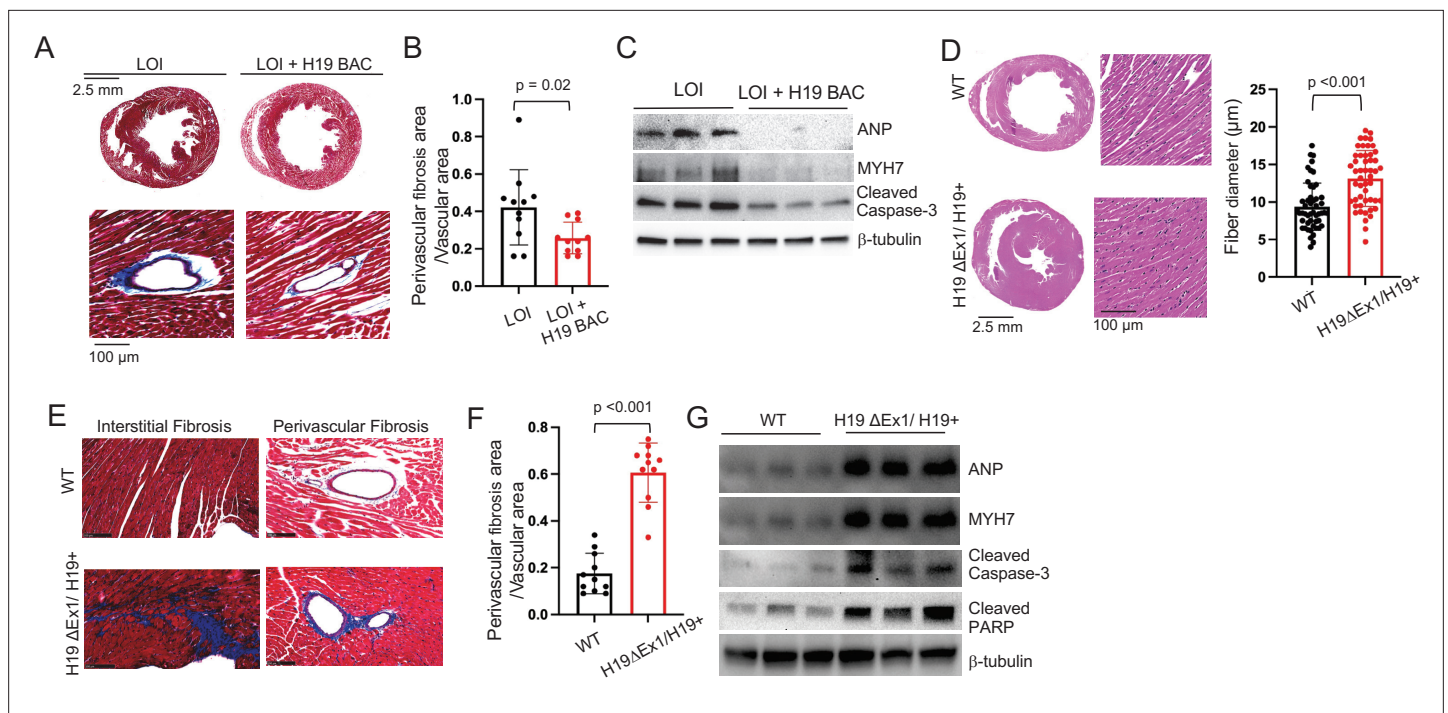 A
LOI
LOI + H19 BAC
2.5 mm
100 µm
B
p = 0.02
Perivascular fibrosis area
/Vascular area
1.0
0.8
0.6
0.4
0.2
0.0
LOI
LOI +
H19 BAC
C
LOI
LOI + H19 BAC
ANP
MYH7
Cleaved
Caspase-3
β-tubulin
D
WT
H19 ΔEx1/ H19+
2.5 mm
100 µm
p <0.001
Fiber diameter (µm)
25
20
15
10
5
0
WT
H19ΔEx1/H19+
E
Interstitial Fibrosis
Perivascular Fibrosis
WT
H19 ΔEx1/ H19+
F
p <0.001
Perivascular fibrosis area
/Vascular area
0.8
0.6
0.4
0.2
0.0
WT
H19ΔEx1/H19+
G
WT
H19 ΔEx1/ H19+
ANP
MYH7
Cleaved
Caspase-3
Cleaved
PARP
β-tubulin